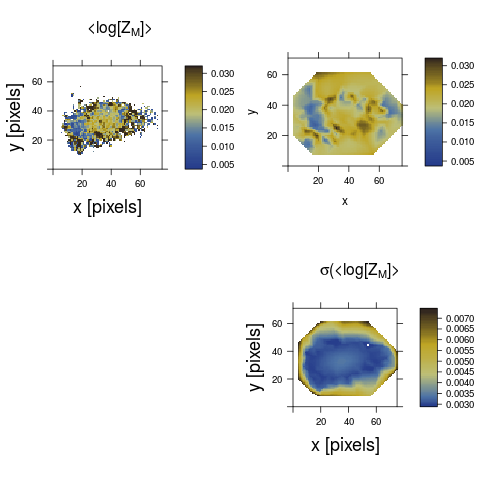 <log[Z_M]>
60
40
20
y [pixels]
20 40 60
x [pixels]
0.030
0.025
0.020
0.015
0.010
0.005
60
40
20
y
20 40 60
x
0.030
0.025
0.020
0.015
0.010
0.005
σ(<log[Z_M]>
60
40
20
y [pixels]
20 40 60
x [pixels]
0.0070
0.0065
0.0060
0.0055
0.0050
0.0045
0.0040
0.0035
0.0030